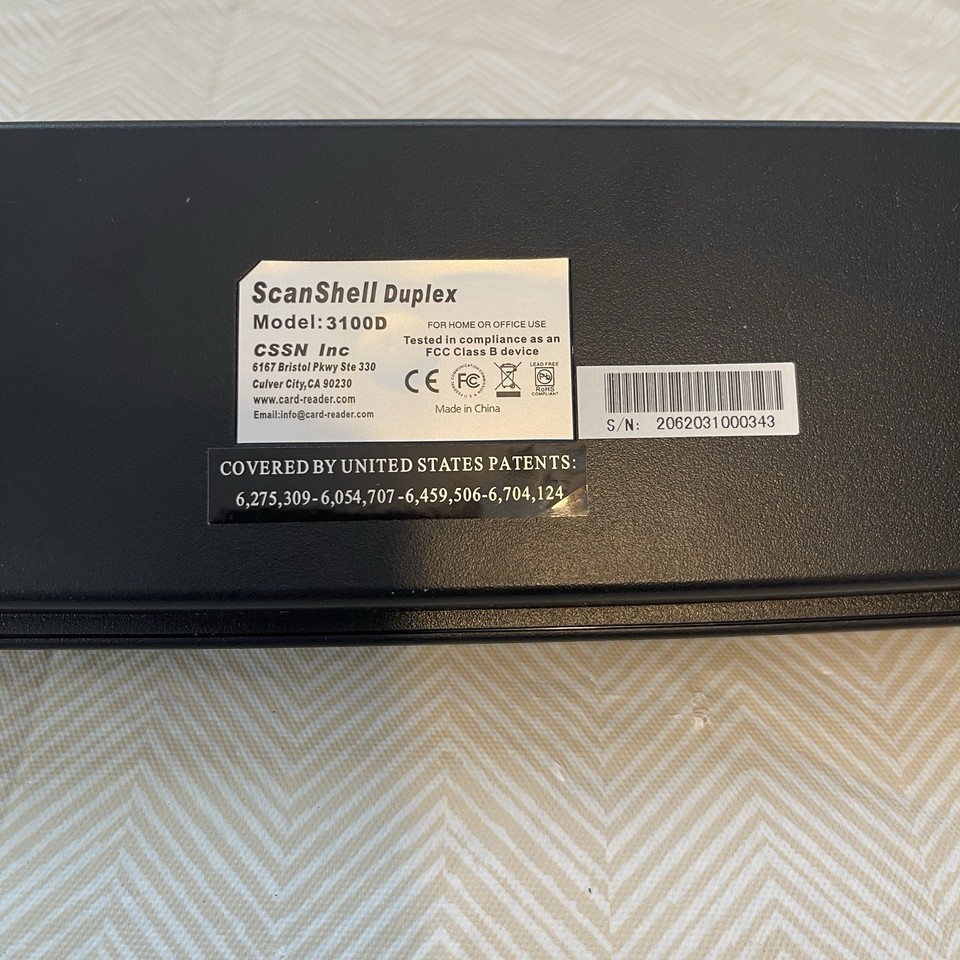 ScanShell Duplex
Model:3100D
FOR HOME OR OFFICE USE
Tested in compliance as an
FCC Class B device
CSSN Inc
6167 Bristol Pkwy Ste 330
Culver City,CA 90230
www.card-reader.com
Email:info@card-reader.com
CE
FC
LEAD FREE
Pb
RoHS
COMPLIANT
Made in China
S/N: 2062031000343
COVERED BY UNITED STATES PATENTS:
6,275,309-6,054,707-6,459,506-6,704,124